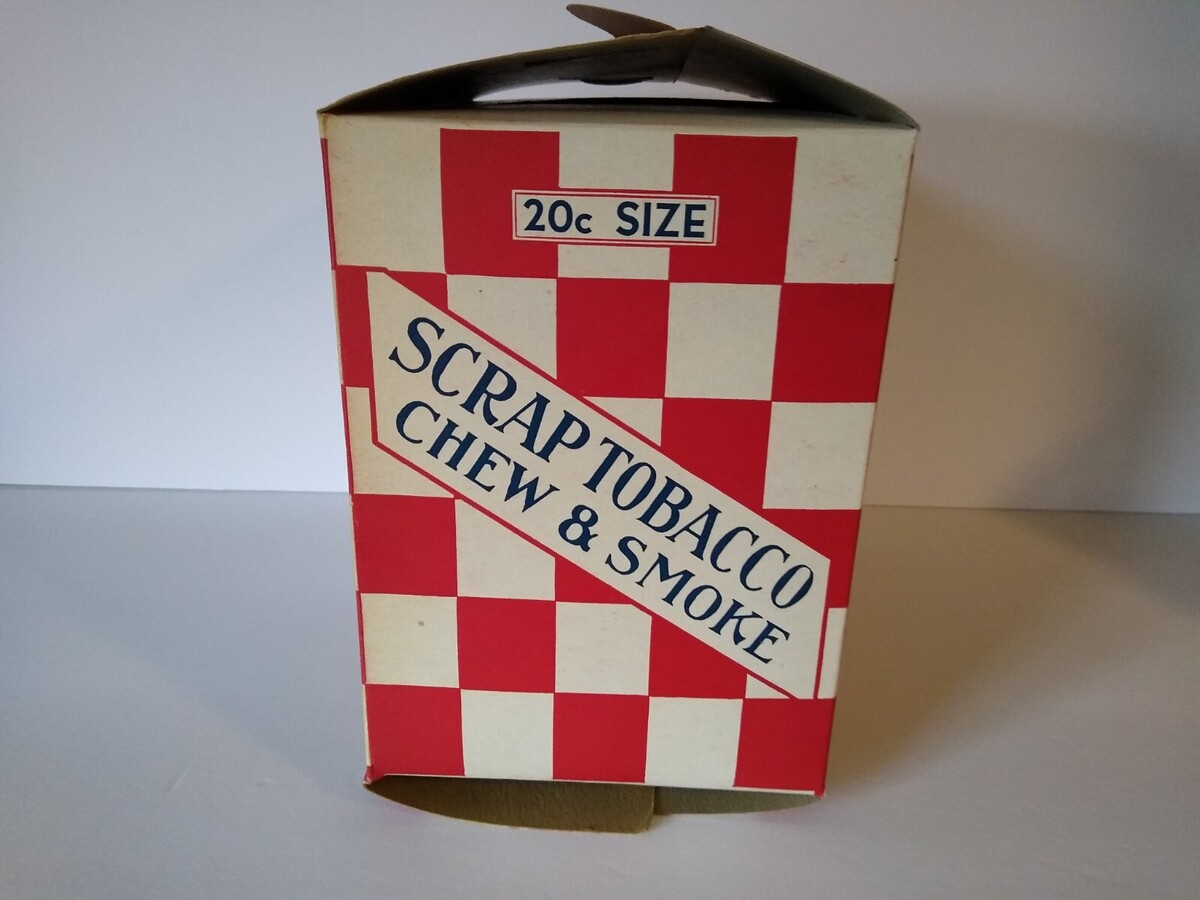 20c SIZE
SCRAP TOBACCO
CHEW & SMOKE